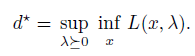 d⋆ = sup inf L(x, λ).
λ⪰0 x